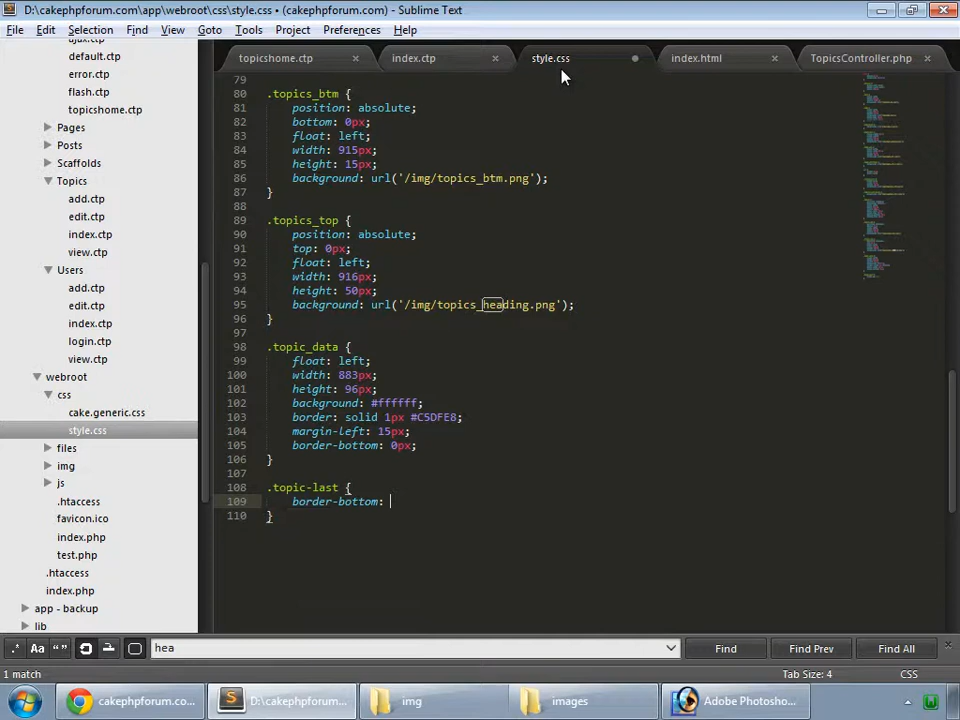 D:\cakephpforum.com\app\webroot\css\style.css • (cakephpforum.com) - Sublime Text
File Edit Selection Find View Goto Tools Project Preferences Help
topicshome.ctp × index.ctp × style.css index.html × TopicsController.php ×
ajax.ctp
default.ctp
error.ctp
flash.ctp
topicshome.ctp
Pages
Posts
Scaffolds
Topics
add.ctp
edit.ctp
index.ctp
view.ctp
Users
add.ctp
edit.ctp
index.ctp
login.ctp
view.ctp
webroot
css
cake.generic.css
style.css
files
img
js
.htaccess
favicon.ico
index.php
test.php
.htaccess
index.php
app - backup
lib
79
80 .topics_btm {
81 position: absolute;
82 bottom: 0px;
83 float: left;
84 width: 915px;
85 height: 15px;
86 background: url('/img/topics_btm.png');
87 }
88
89 .topics_top {
90 position: absolute;
91 top: 0px;
92 float: left;
93 width: 916px;
94 height: 50px;
95 background: url('/img/topics_heading.png');
96 }
97
98 .topic_data {
99 float: left;
100 width: 883px;
101 height: 96px;
102 background: #ffffff;
103 border: solid 1px #C5DFE8;
104 margin-left: 15px;
105 border-bottom: 0px;
106 }
107
108 .topic-last {
109 border-bottom:
110 }
.* Aa “ ” hea Find Find Prev Find All
1 match Tab Size: 4 CSS
cakephpforum.co... D:\cakephpforum... img images Adobe Photosho...